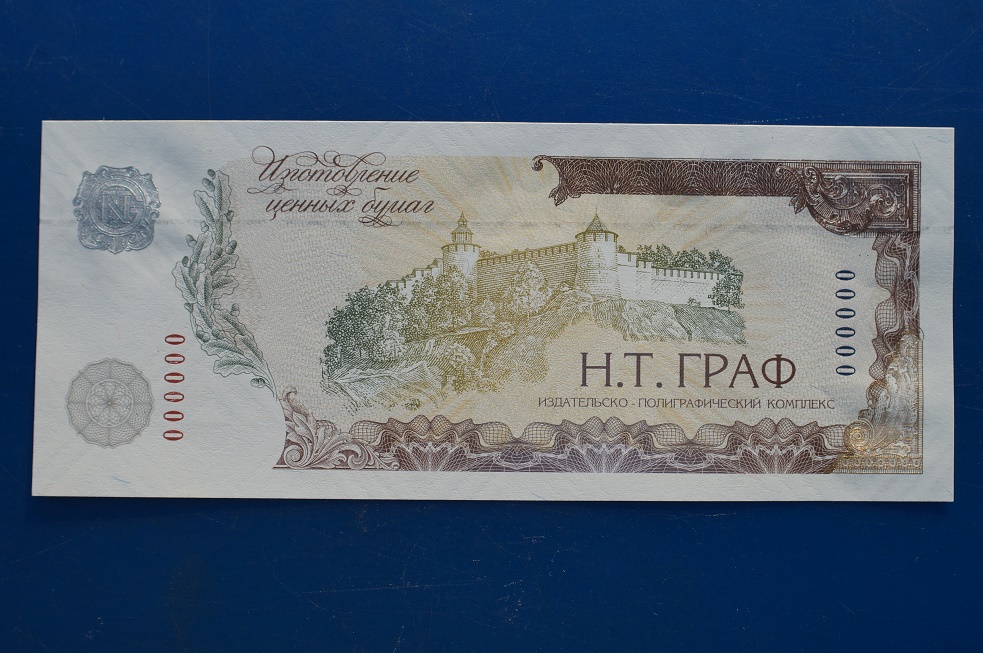 Изготовление
ценных бумаг
N
000000
000000
Н.Т. ГРАФ
ИЗДАТЕЛЬСКО - ПОЛИГРАФИЧЕСКИЙ КОМПЛЕКС